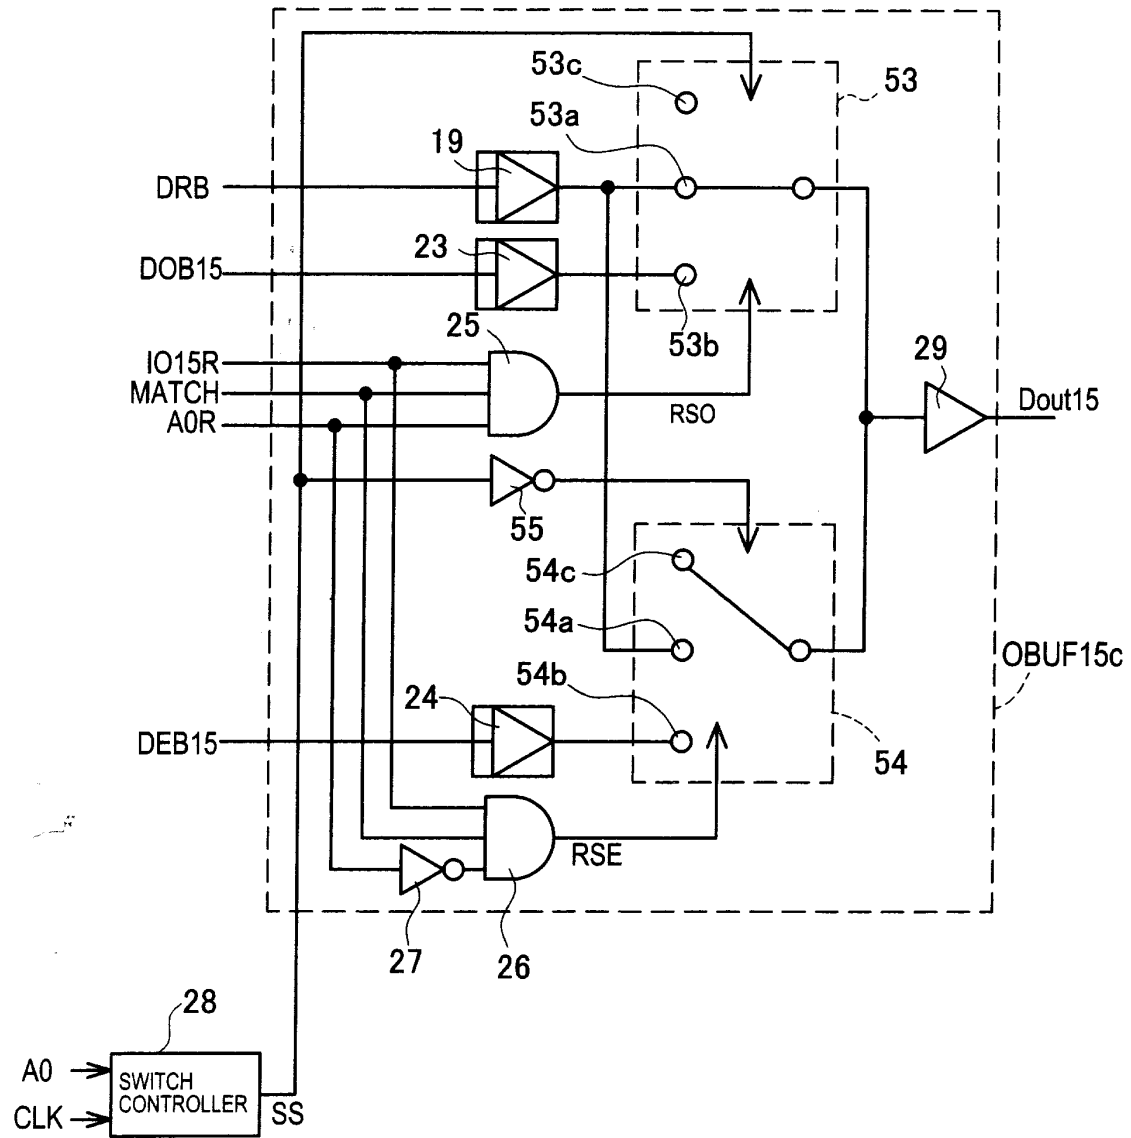 53c
53
53a
19
DRB
23
DOB15
53b
25
IO15R
MATCH
A0R
RSO
29
Dout15
55
54c
54a
OBUF15c
54b
24
DEB15
54
RSE
27
26
28
A0
CLK
SWITCH
CONTROLLER
SS